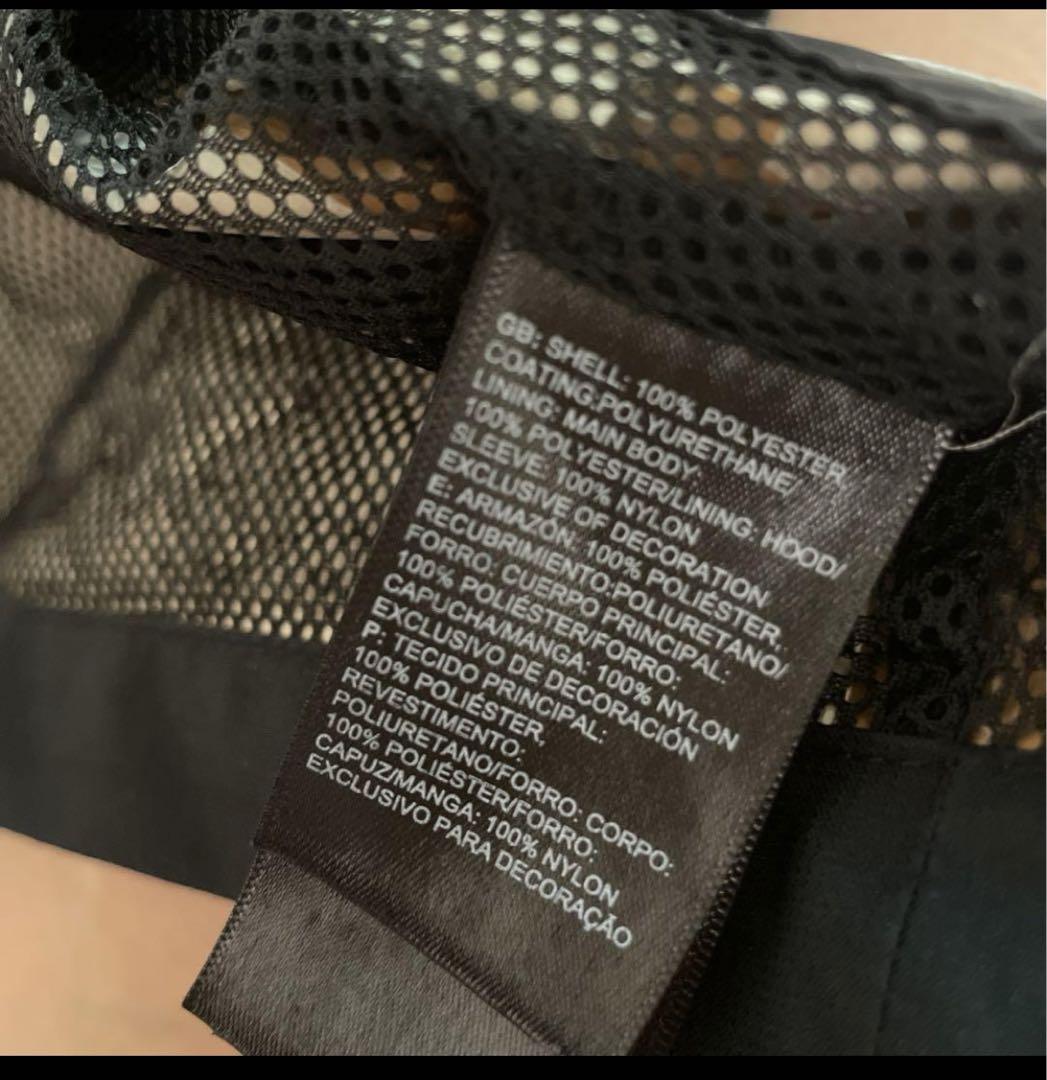 GB: SHELL: 100% POLYESTER/
COATING:POLYURETHANE/
LINING: MAIN BODY
100% POLYESTER/LINING: HOOD/
SLEEVE: 100% NYLON
EXCLUSIVE OF DECORATION
E: ARMAZÓN: 100% POLIÉSTER,
RECUBRIMIENTO:POLIURETANO/
FORRO: CUERPO PRINCIPAL:
100% POLIÉSTER/FORRO:
CAPUCHA/MANGA: 100% NYLON
EXCLUSIVO DE DECORACIÓN
P: TECIDO PRINCIPAL:
100% POLIÉSTER,
REVESTIMENTO:
POLIURETANO/FORRO: CORPO:
100% POLIÉSTER/FORRO:
CAPUZ/MANGA: 100% NYLON
EXCLUSIVO PARA DECORAÇÃO